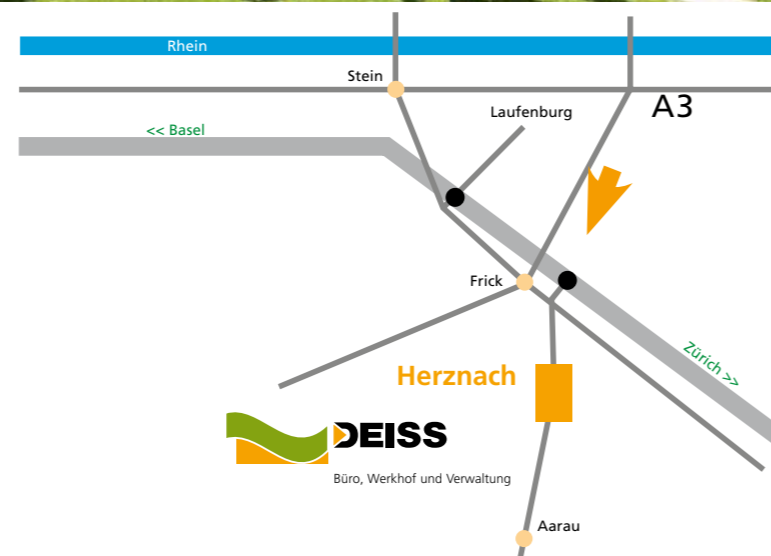 Rhein
Stein
A3
Laufenburg
<< Basel
Frick
Zürich >>
Herznach
DEISS
Büro, Werkhof und Verwaltung
Aarau